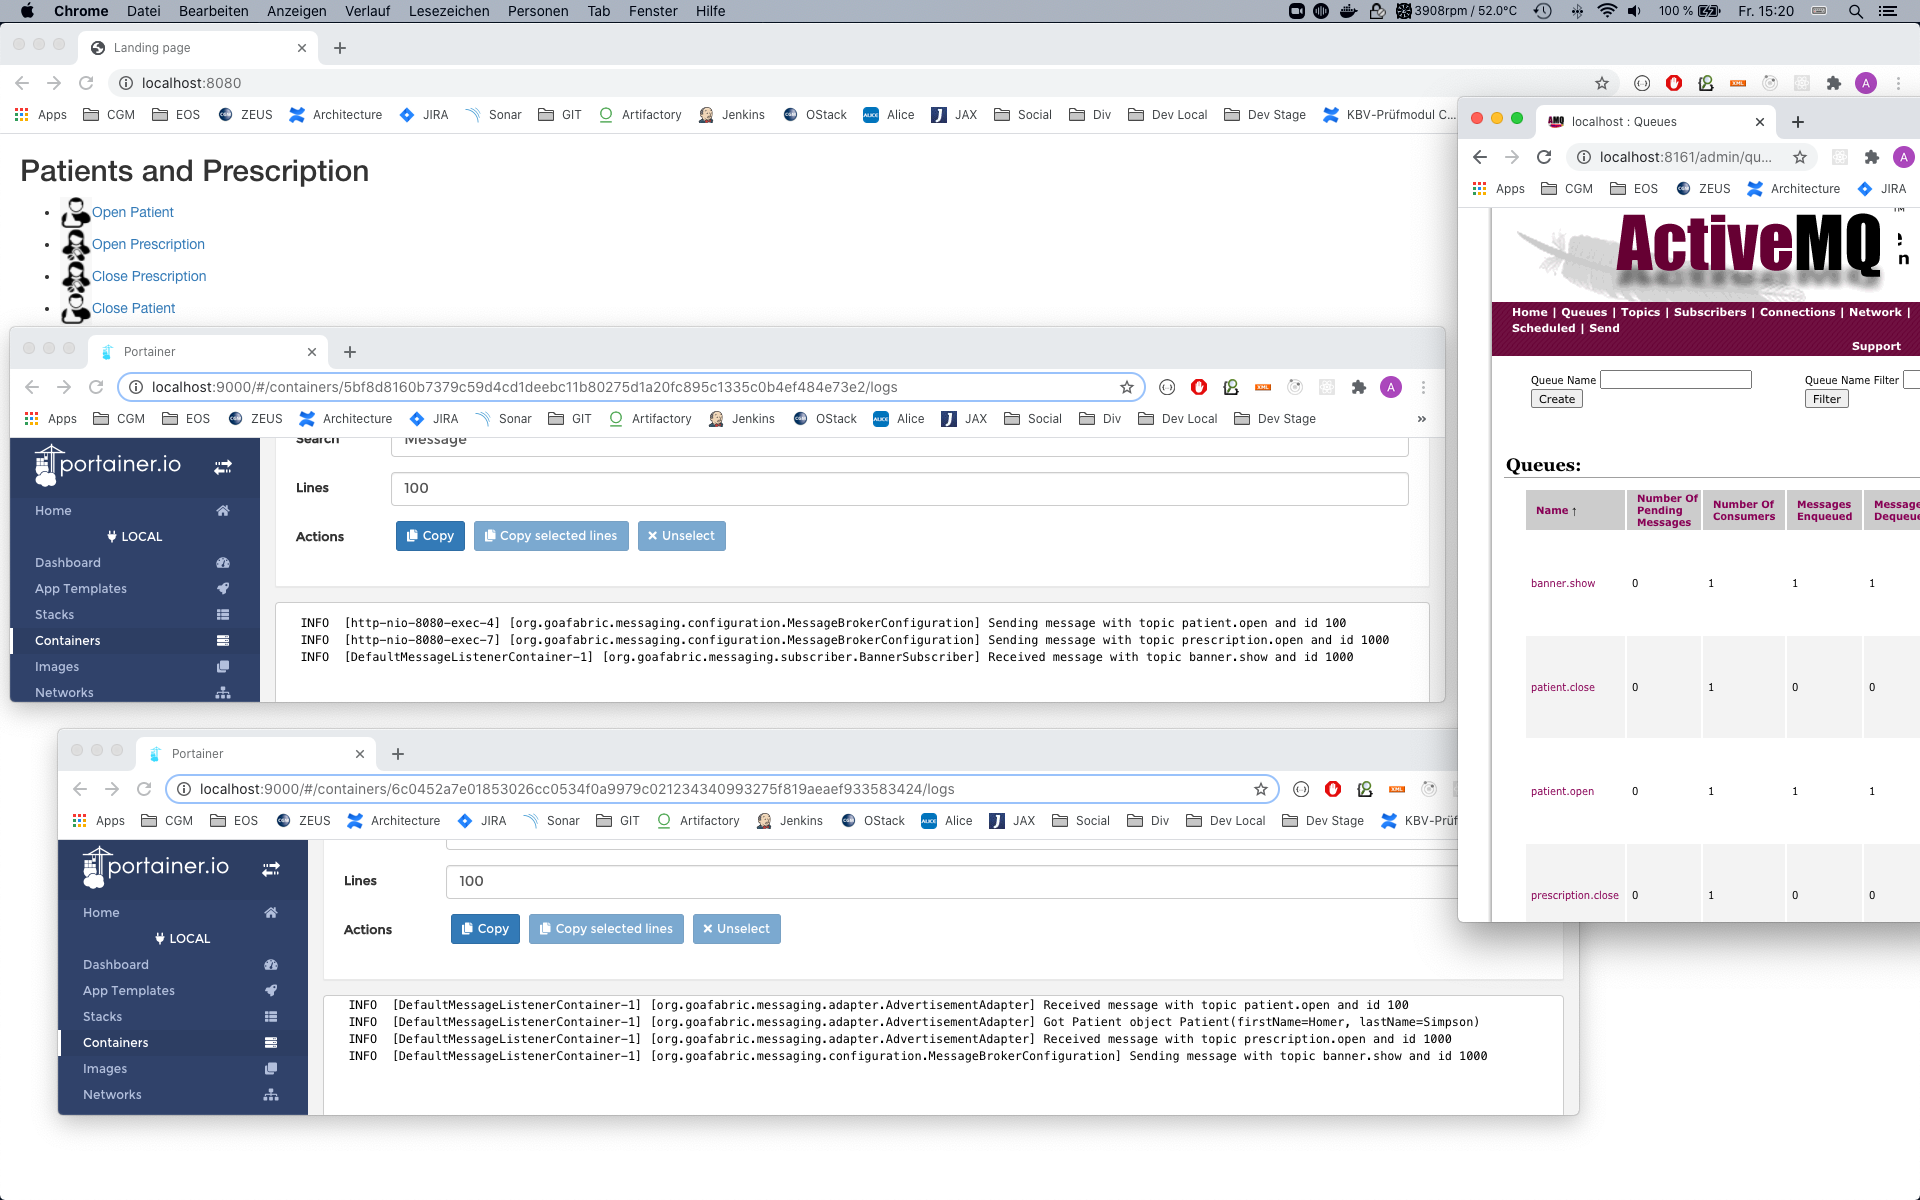 Chrome Datei Bearbeiten Anzeigen Verlauf Lesezeichen Personen Tab Fenster Hilfe 3908rpm / 52.0°C 100 % Fr. 15:20
Landing page
localhost:8080 A
Apps CGM EOS ZEUS Architecture JIRA Sonar GIT Artifactory Jenkins OStack Alice JAX Social Div Dev Local Dev Stage KBV-Prüfmodul C...
Patients and Prescription
• Open Patient
• Open Prescription
• Close Prescription
• Close Patient
Portainer
localhost:9000/#/containers/5bf8d8160b7379c59d4cd1deebc11b80275d1a20fc895c1335c0b4ef484e73e2/logs A
Apps CGM EOS ZEUS Architecture JIRA Sonar GIT Artifactory Jenkins OStack Alice JAX Social Div Dev Local Dev Stage »
portainer.io
Home
LOCAL
Dashboard
App Templates
Stacks
Containers
Images
Networks
Search Message
Lines 100
Actions Copy Copy selected lines Unselect
INFO [http-nio-8080-exec-4] [org.goafabric.messaging.configuration.MessageBrokerConfiguration] Sending message with topic patient.open and id 100
INFO [http-nio-8080-exec-7] [org.goafabric.messaging.configuration.MessageBrokerConfiguration] Sending message with topic prescription.open and id 1000
INFO [DefaultMessageListenerContainer-1] [org.goafabric.messaging.subscriber.BannerSubscriber] Received message with topic banner.show and id 1000
Portainer
localhost:9000/#/containers/6c0452a7e01853026cc0534f0a9979c021234340993275f819aeaef933583424/logs
Apps CGM EOS ZEUS Architecture JIRA Sonar GIT Artifactory Jenkins OStack Alice JAX Social Div Dev Local Dev Stage KBV-Prüf
portainer.io
Home
LOCAL
Dashboard
App Templates
Stacks
Containers
Images
Networks
Lines 100
Actions Copy Copy selected lines Unselect
INFO [DefaultMessageListenerContainer-1] [org.goafabric.messaging.adapter.AdvertisementAdapter] Received message with topic patient.open and id 100
INFO [DefaultMessageListenerContainer-1] [org.goafabric.messaging.adapter.AdvertisementAdapter] Got Patient object Patient(firstName=Homer, lastName=Simpson)
INFO [DefaultMessageListenerContainer-1] [org.goafabric.messaging.adapter.AdvertisementAdapter] Received message with topic prescription.open and id 1000
INFO [DefaultMessageListenerContainer-1] [org.goafabric.messaging.configuration.MessageBrokerConfiguration] Sending message with topic banner.show and id 1000
localhost : Queues
localhost:8161/admin/qu... A
Apps CGM EOS ZEUS Architecture JIRA
ActiveMQ ™
Home | Queues | Topics | Subscribers | Connections | Network |
Scheduled | Send
Support
Queue Name Create
Queue Name Filter Filter
Queues:
Name ↑ Number Of Pending Messages Number Of Consumers Messages Enqueued Message Dequeue
banner.show 0 1 1 1
patient.close 0 1 0 0
patient.open 0 1 1 1
prescription.close 0 1 0 0